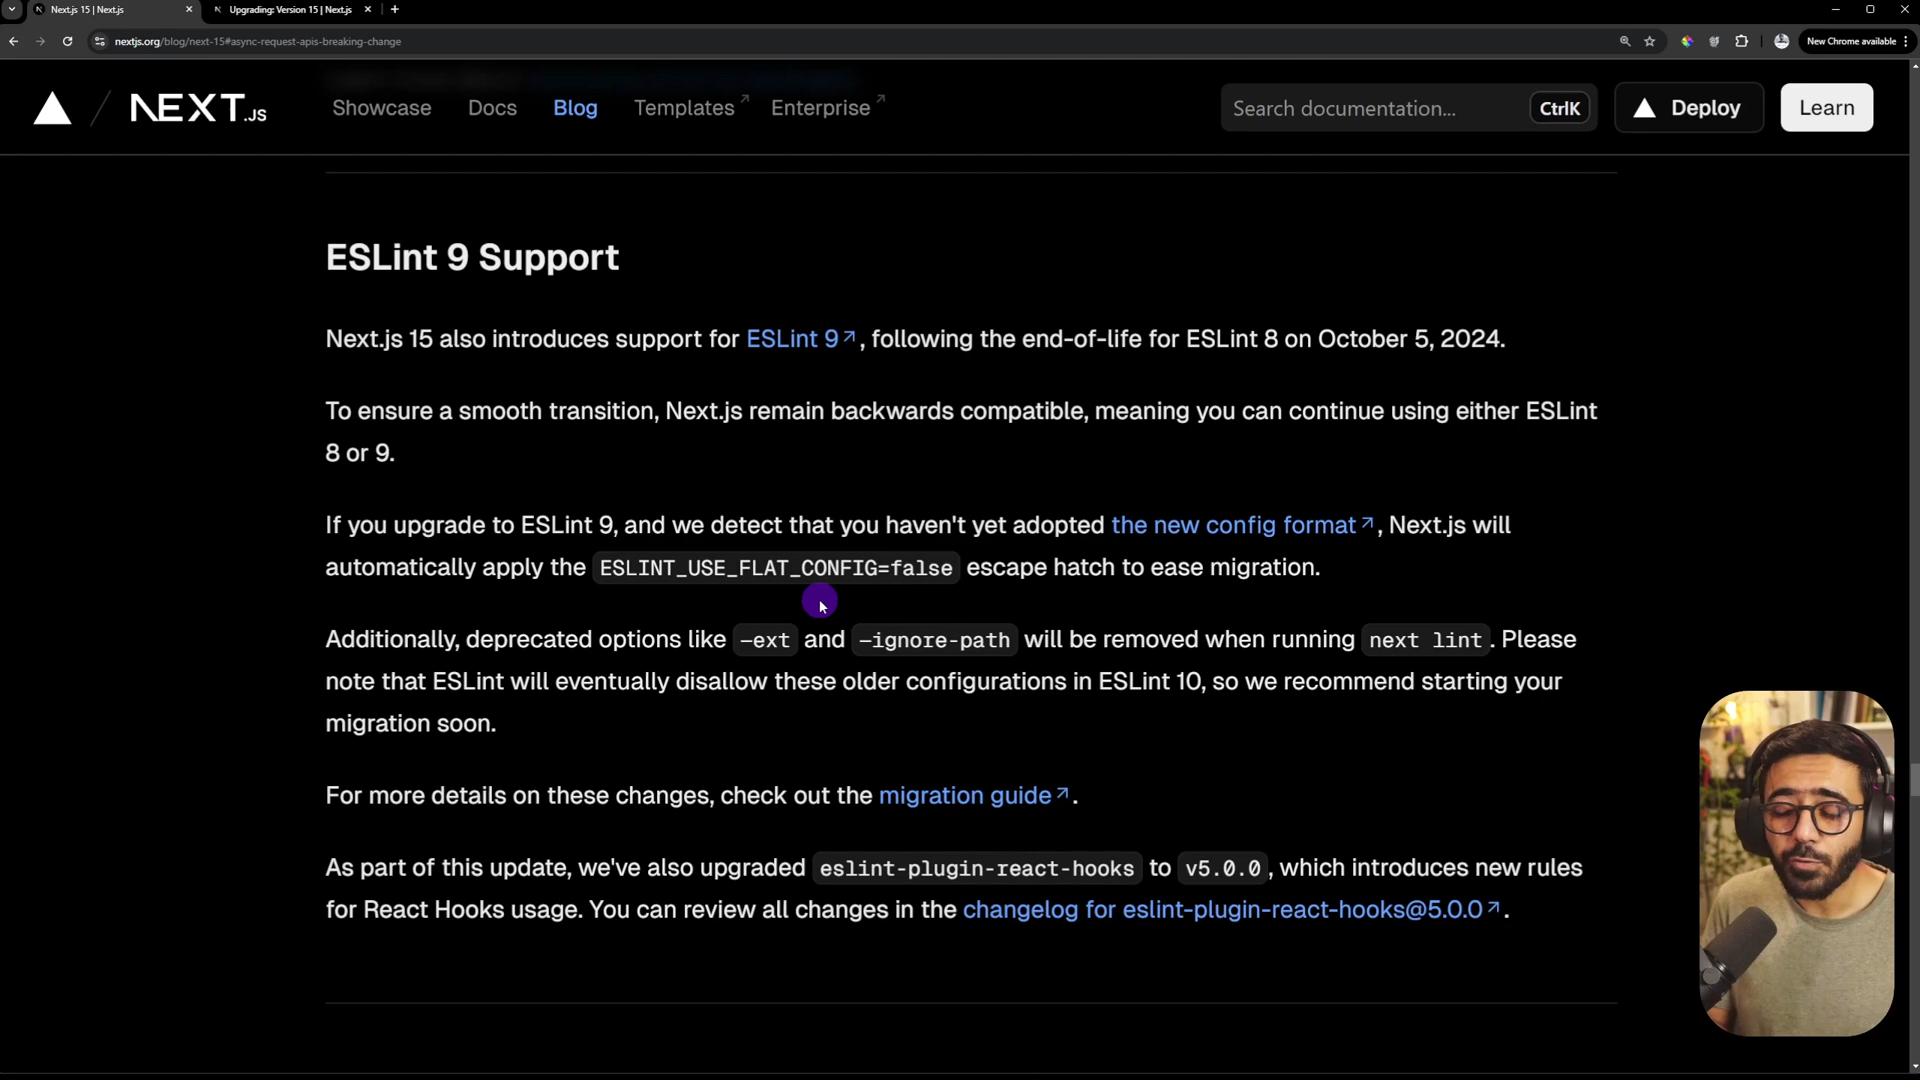 Next.js 15 | Next.js
Upgrading: Version 15 | Next.js
nextjs.org/blog/next-15#async-request-apis-breaking-change
New Chrome available
NEXT.JS
Showcase
Docs
Blog
Templates
Enterprise
Search documentation...
CtrlK
Deploy
Learn
ESLint 9 Support
Next.js 15 also introduces support for ESLint 9, following the end-of-life for ESLint 8 on October 5, 2024.
To ensure a smooth transition, Next.js remain backwards compatible, meaning you can continue using either ESLint
8 or 9.
If you upgrade to ESLint 9, and we detect that you haven't yet adopted the new config format, Next.js will
automatically apply the ESLINT_USE_FLAT_CONFIG=false escape hatch to ease migration.
Additionally, deprecated options like —ext and —ignore-path will be removed when running next lint. Please
note that ESLint will eventually disallow these older configurations in ESLint 10, so we recommend starting your
migration soon.
For more details on these changes, check out the migration guide.
As part of this update, we've also upgraded eslint-plugin-react-hooks to v5.0.0, which introduces new rules
for React Hooks usage. You can review all changes in the changelog for eslint-plugin-react-hooks@5.0.0.